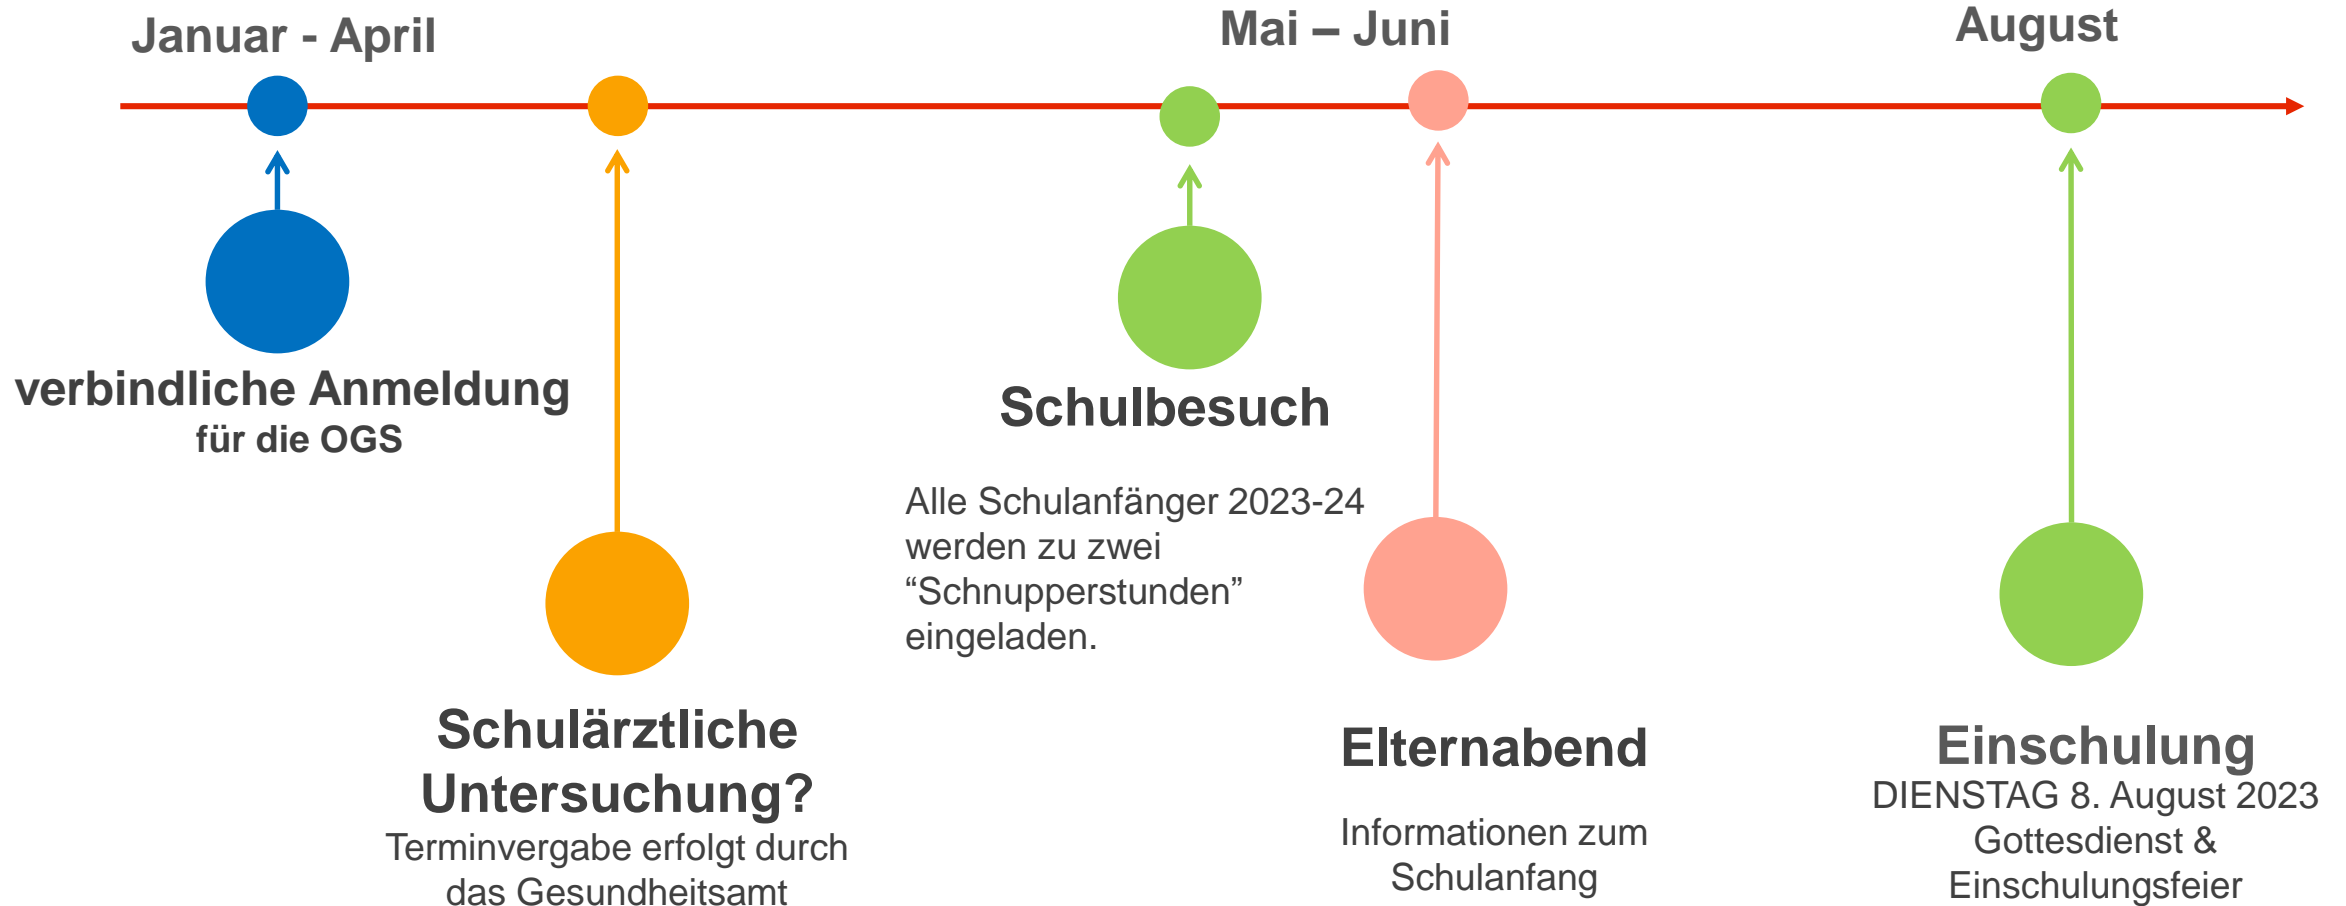 Januar - April
Mai – Juni
August
verbindliche Anmeldung
für die OGS
Schulärztliche
Untersuchung?
Terminvergabe erfolgt durch
das Gesundheitsamt
Schulbesuch
Alle Schulanfänger 2023-24
werden zu zwei
“Schnupperstunden”
eingeladen.
Elternabend
Informationen zum
Schulanfang
Einschulung
DIENSTAG 8. August 2023
Gottesdienst &
Einschulungsfeier